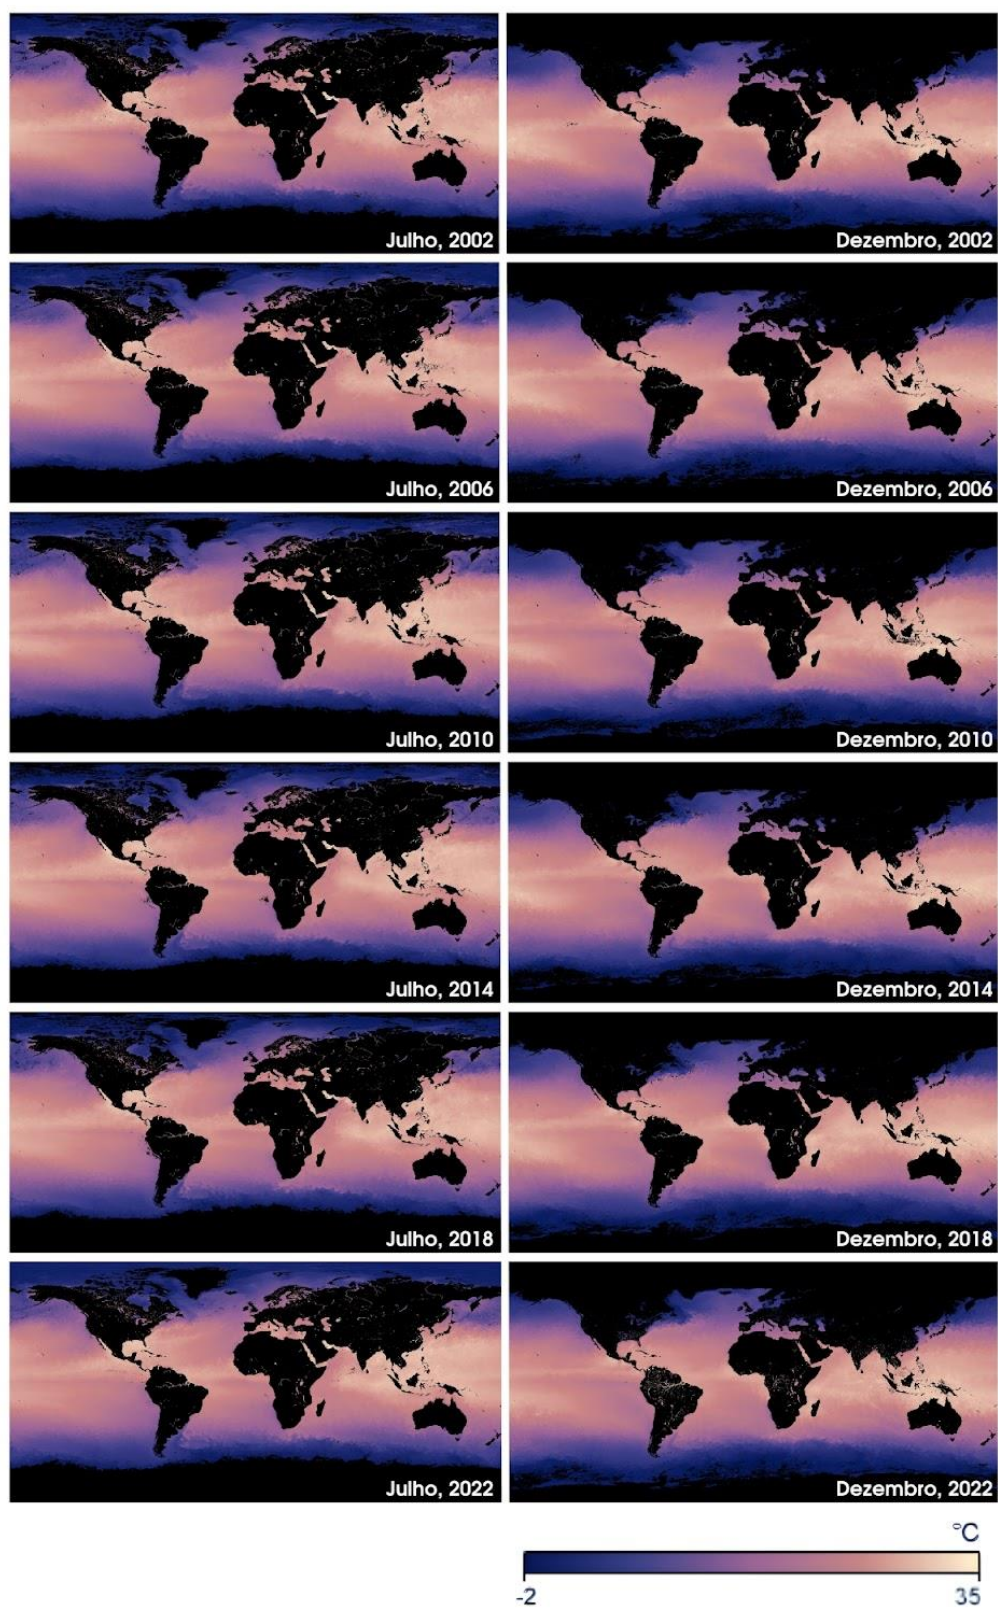 Julho, 2002
Dezembro, 2002
Julho, 2006
Dezembro, 2006
Julho, 2010
Dezembro, 2010
Julho, 2014
Dezembro, 2014
Julho, 2018
Dezembro, 2018
Julho, 2022
Dezembro, 2022
°C
-2 35